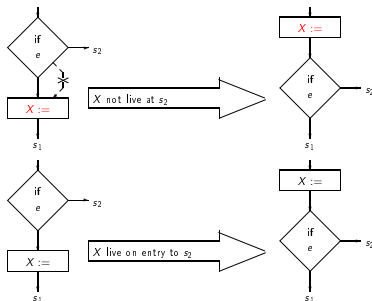 if
e
s2
X :=
s1
X not live at s2
X :=
if
e
s2
s1
if
e
s2
X :=
s1
X live on entry to s2
X :=
if
e
s2
s1